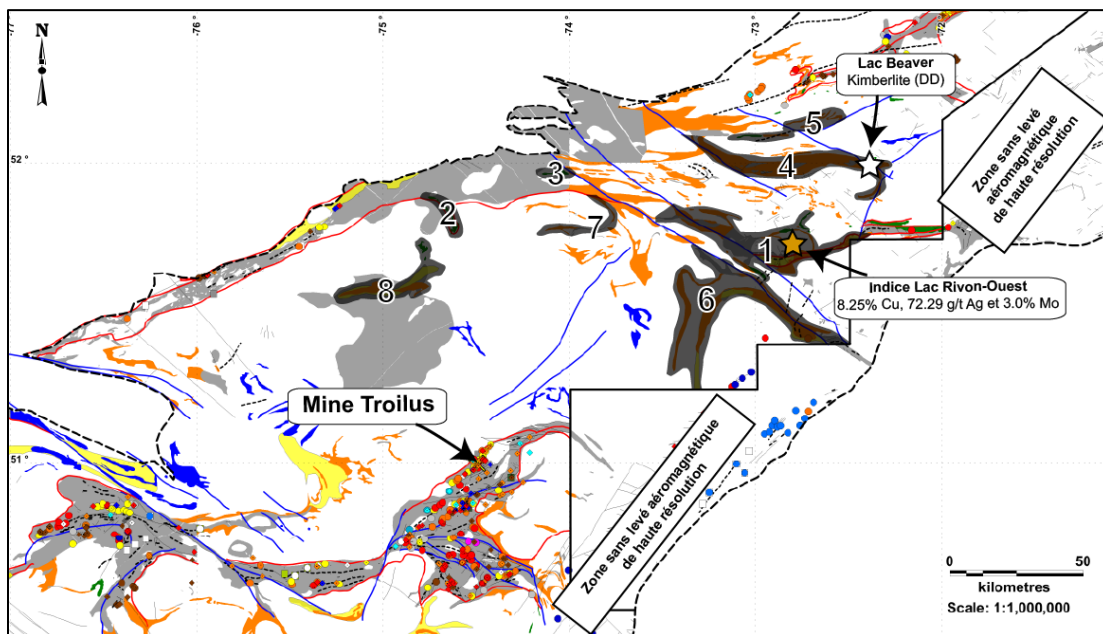 -77
-76
-75
-74
-73
-72
N
Lac Beaver
Kimberlite (DD)
5
52°
4
3
Zone sans levé
aéromagnétique
de haute résolution
2
7
1
8
6
Indice Lac Rivon-Ouest
8.25% Cu, 72.29 g/t Ag et 3.0% Mo
Mine Troilus
51°
Zone sans levé aéromagnétique
de haute résolution
0 50
kilometres
Scale: 1:1,000,000